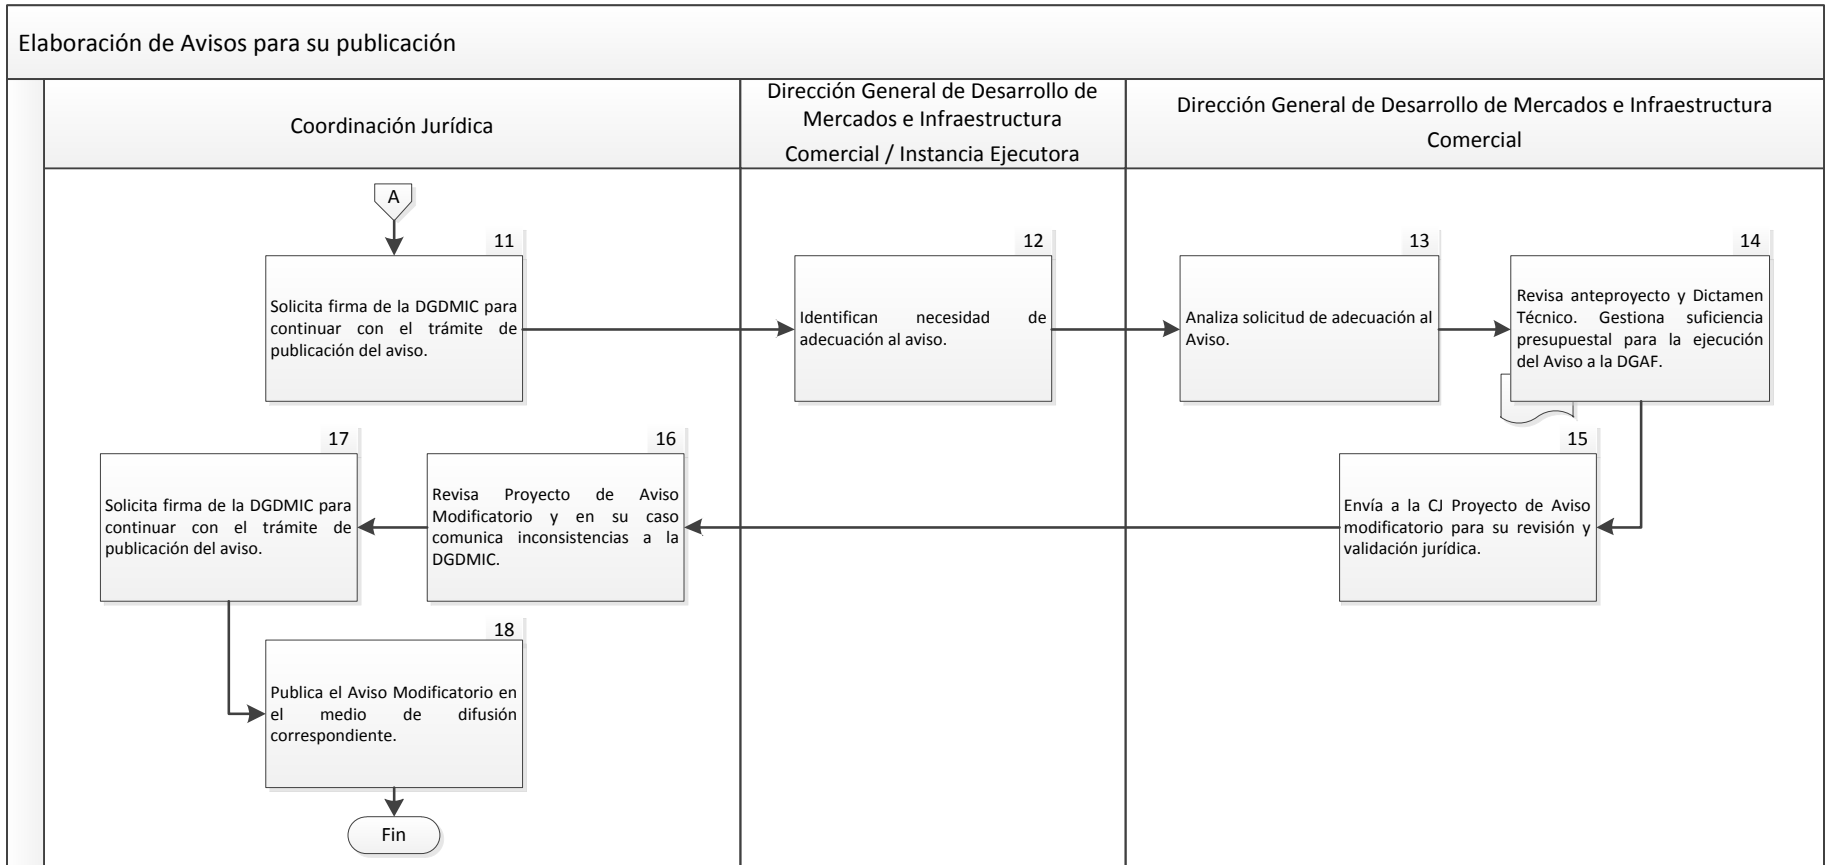 Elaboración de Avisos para su publicación
Coordinación Jurídica
Dirección General de Desarrollo de
Mercados e Infraestructura
Comercial / Instancia Ejecutora
Dirección General de Desarrollo de Mercados e Infraestructura
Comercial
A
11
Solicita firma de la DGDMIC para
continuar con el trámite de
publicación del aviso.
12
Identifican necesidad de
adecuación al aviso.
13
Analiza solicitud de adecuación al
Aviso.
14
Revisa anteproyecto y Dictamen
Técnico. Gestiona suficiencia
presupuestal para la ejecución
del Aviso a la DGAF.
15
Envía a la CJ Proyecto de Aviso
modificatorio para su revisión y
validación jurídica.
16
Revisa Proyecto de Aviso
Modificatorio y en su caso
comunica inconsistencias a la
DGDMIC.
17
Solicita firma de la DGDMIC para
continuar con el trámite de
publicación del aviso.
18
Publica el Aviso Modificatorio en
el medio de difusión
correspondiente.
Fin